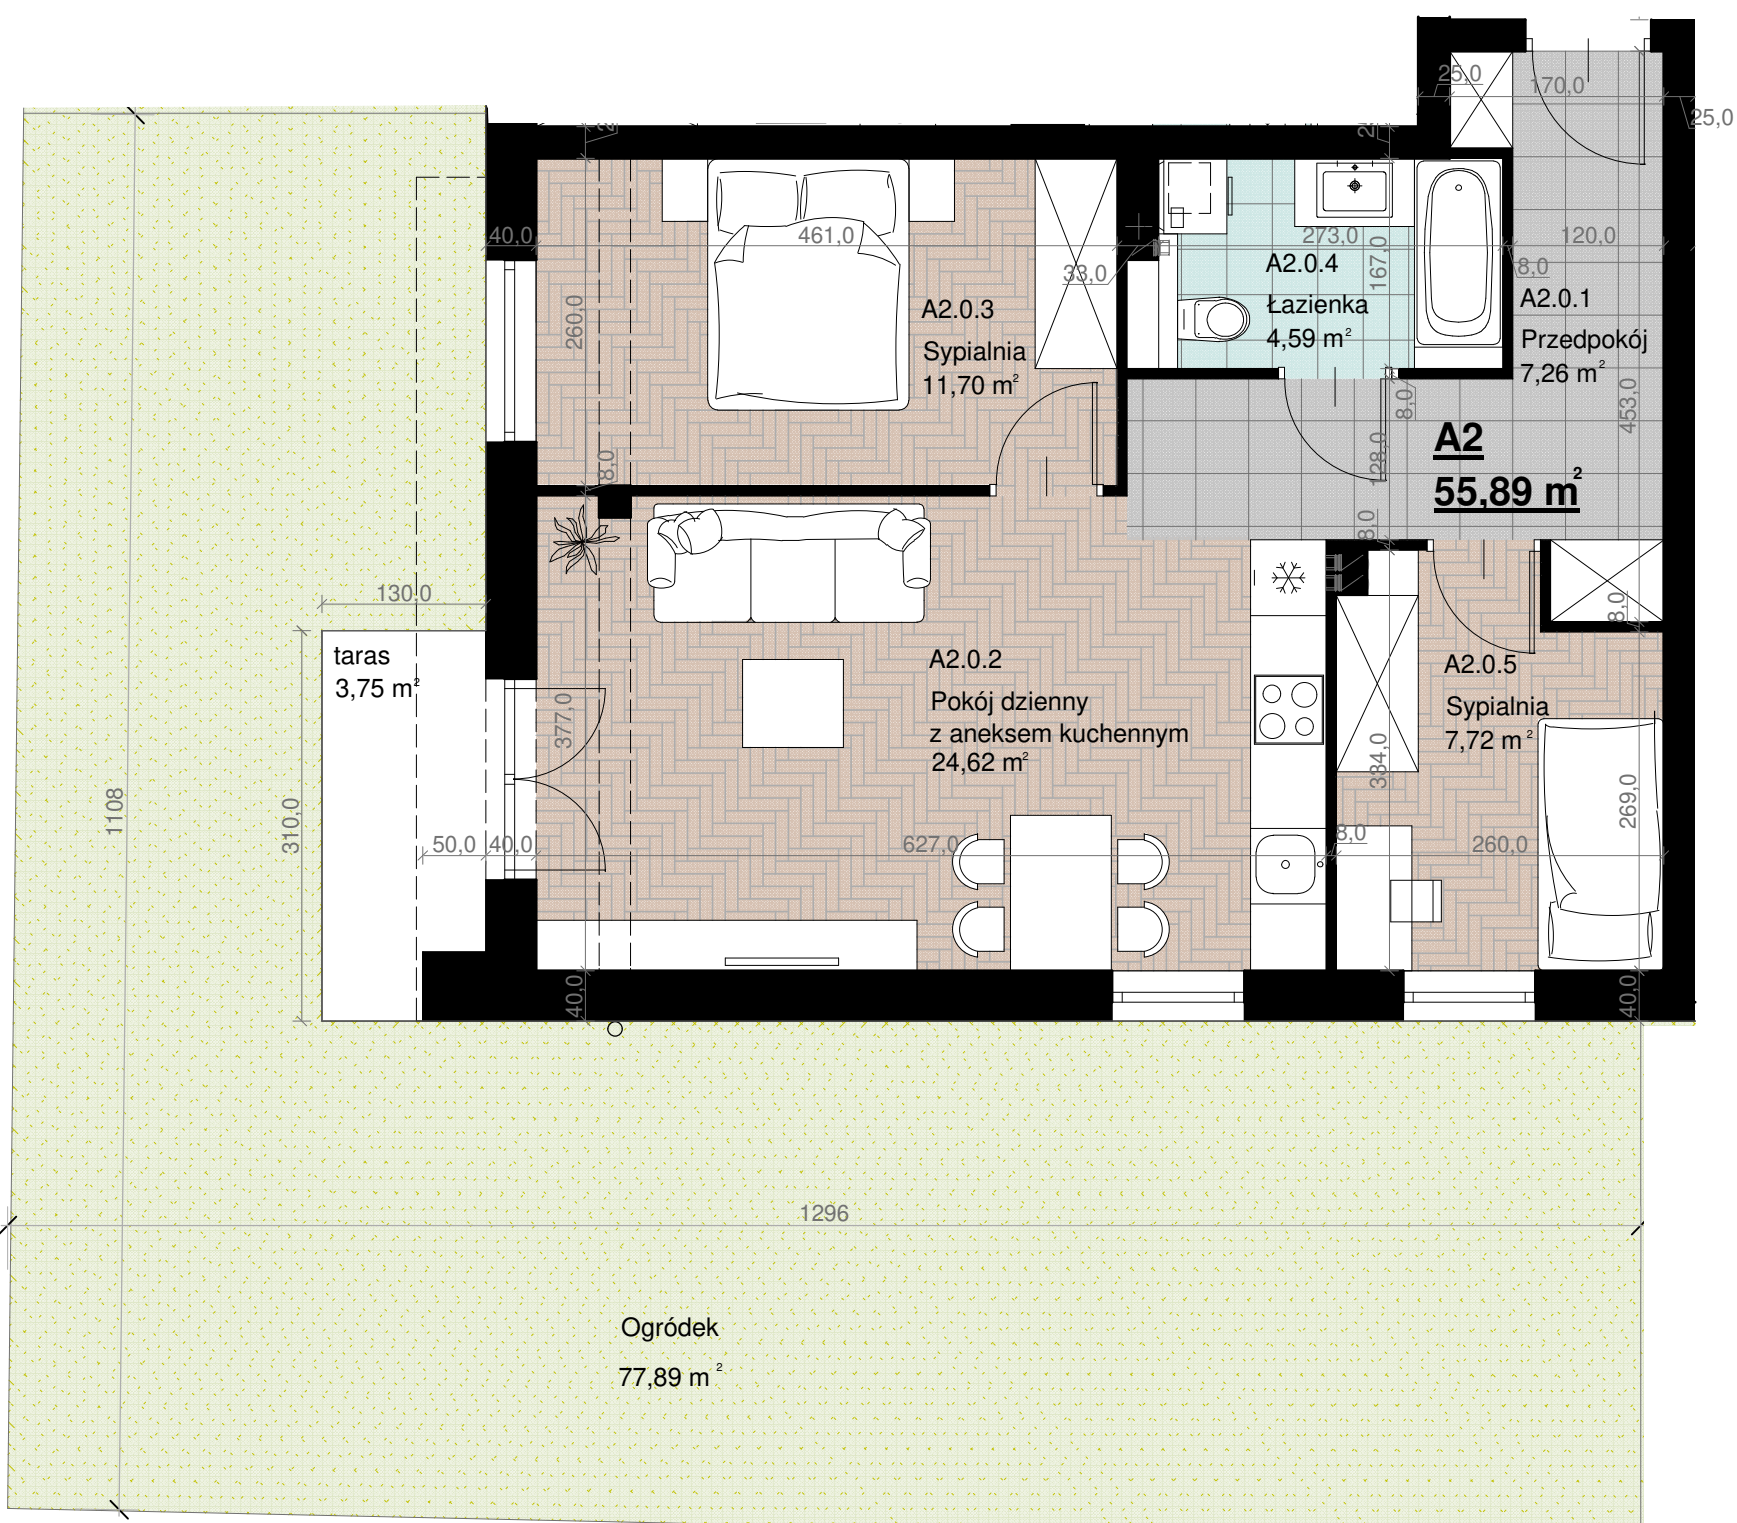 25,0
170,0
25,0
40,0
461,0
33,0
273,0
167,0
8,0
120,0
A2.0.4
Łazienka
4,59 m²
A2.0.1
Przedpokój
7,26 m²
260,0
A2.0.3
Sypialnia
11,70 m²
8,0
453,0
128,0
A2
55,89 m²
8,0
8,0
8,0
130,0
taras
3,75 m²
377,0
A2.0.2
Pokój dzienny
z aneksem kuchennym
24,62 m²
A2.0.5
Sypialnia
7,72 m²
334,0
269,0
1108
310,0
50,0
40,0
627,0
8,0
260,0
40,0
40,0
1296
Ogródek
77,89 m²